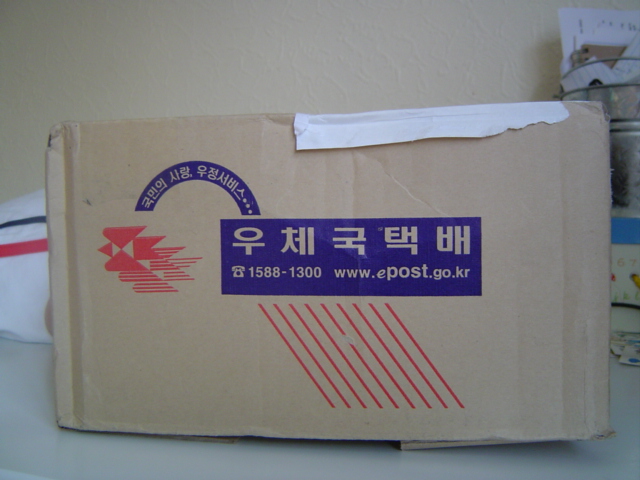 국민의 사랑, 우정서비스...
우체국택배
☎1588-1300 www.epost.go.kr